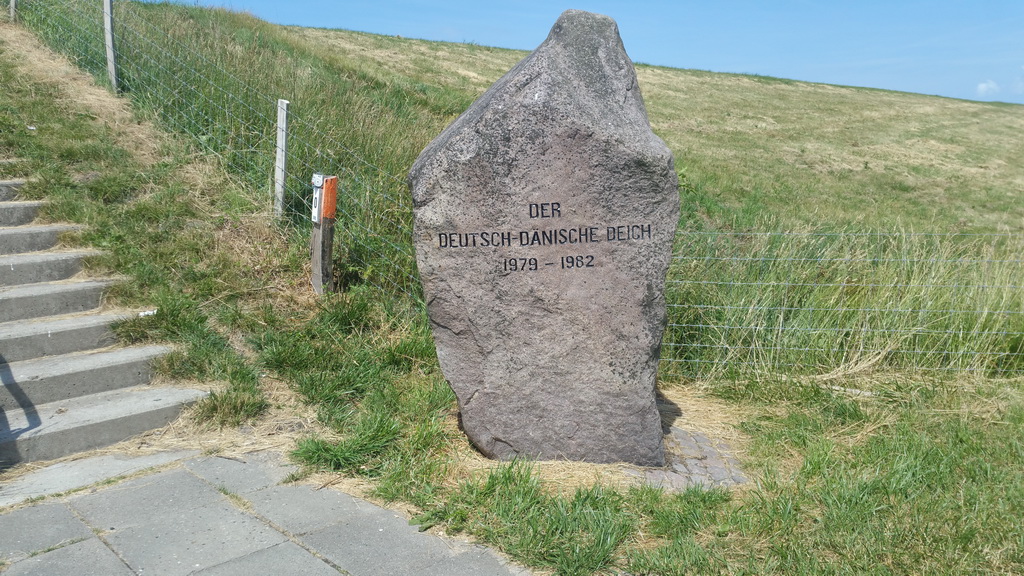 DER
DEUTSCH-DÄNISCHE DEICH
1979 – 1982